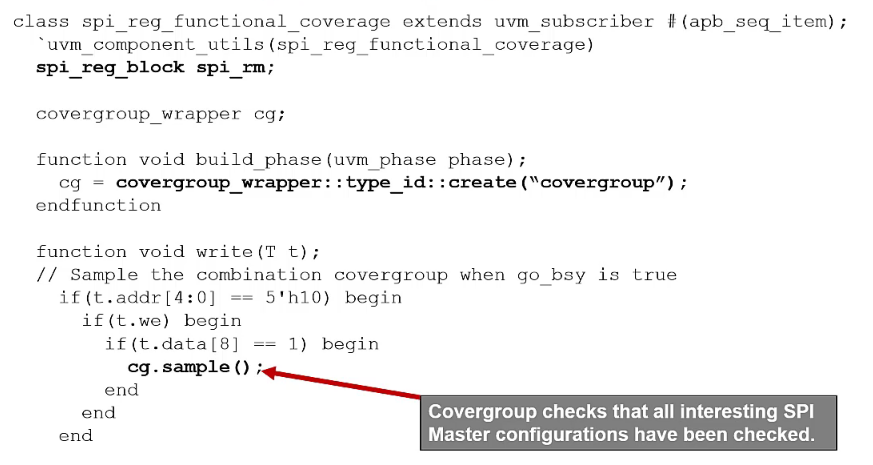 class spi_reg_functional_coverage extends uvm_subscriber #(apb_seq_item);
`uvm_component_utils(spi_reg_functional_coverage)
spi_reg_block spi_rm;
covergroup_wrapper cg;
function void build_phase(uvm_phase phase);
cg = covergroup_wrapper::type_id::create(“covergroup”);
endfunction
function void write(T t);
// Sample the combination covergroup when go_bsy is true
if(t.addr[4:0] == 5'h10) begin
if(t.we) begin
if(t.data[8] == 1) begin
cg.sample();
end
end
end
Covergroup checks that all interesting SPI
Master configurations have been checked.